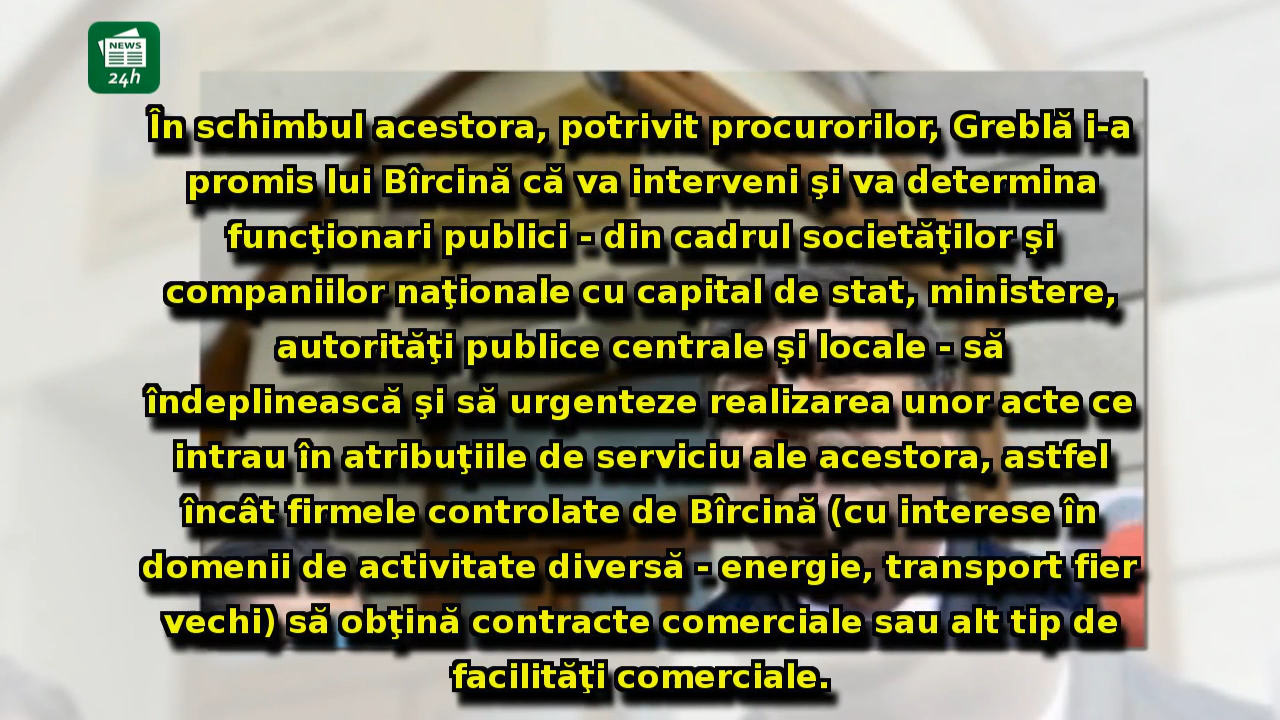 NEWS
24h
În schimbul acestora, potrivit procurorilor, Greblă i-a
promis lui Bîrcină că va interveni şi va determina
funcţionari publici - din cadrul societăţilor şi
companiilor naţionale cu capital de stat, ministere,
autorităţi publice centrale şi locale - să
îndeplinească şi să urgenteze realizarea unor acte ce
intrau în atribuţiile de serviciu ale acestora, astfel
încât firmele controlate de Bîrcină (cu interese în
domenii de activitate diversă - energie, transport fier
vechi) să obţină contracte comerciale sau alt tip de
facilităţi comerciale.